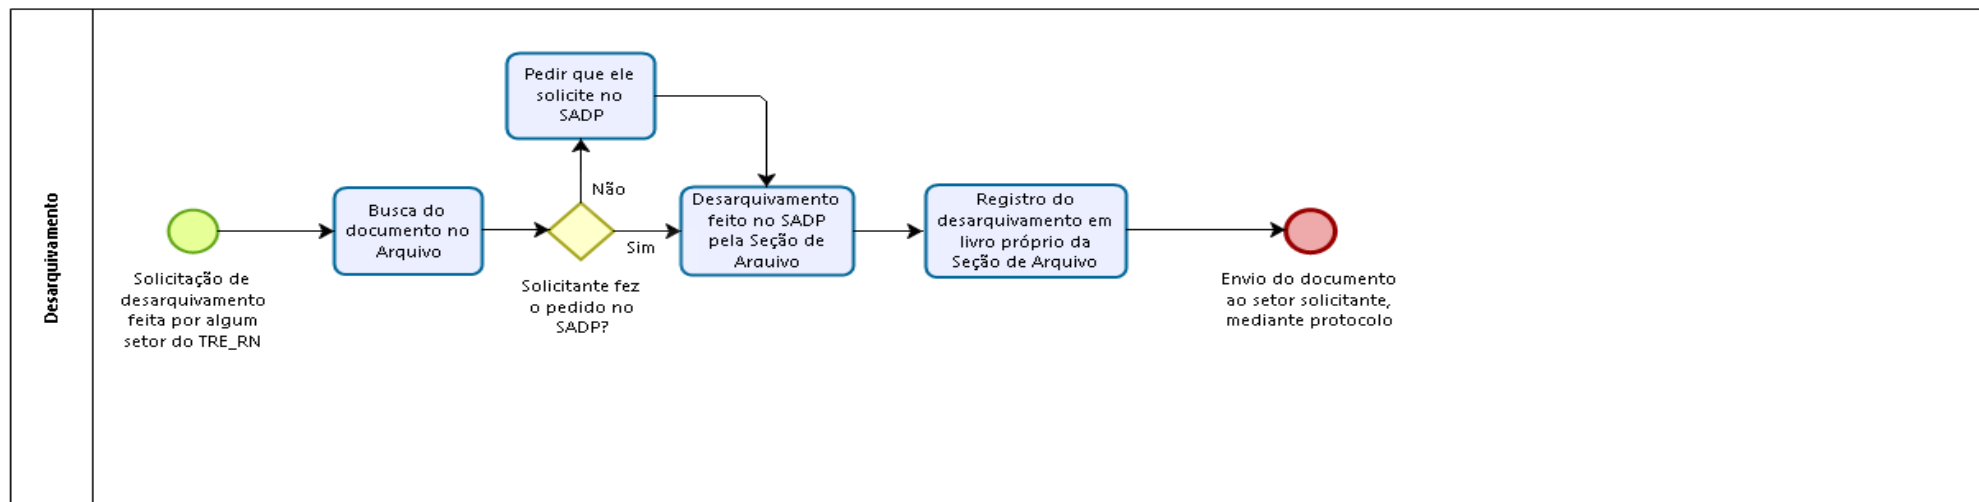 Desarquivamento
Solicitação de
desarquivamento
feita por algum
setor do TRE_RN
Busca do
documento no
Arquivo
Solicitante fez
o pedido no
SADP?
Não
Sim
Pedir que ele
solicite no
SADP
Desarquivamento
feito no SADP
pela Seção de
Arquivo
Registro do
desarquivamento em
livro próprio da
Seção de Arquivo
Envio do documento
ao setor solicitante,
mediante protocolo